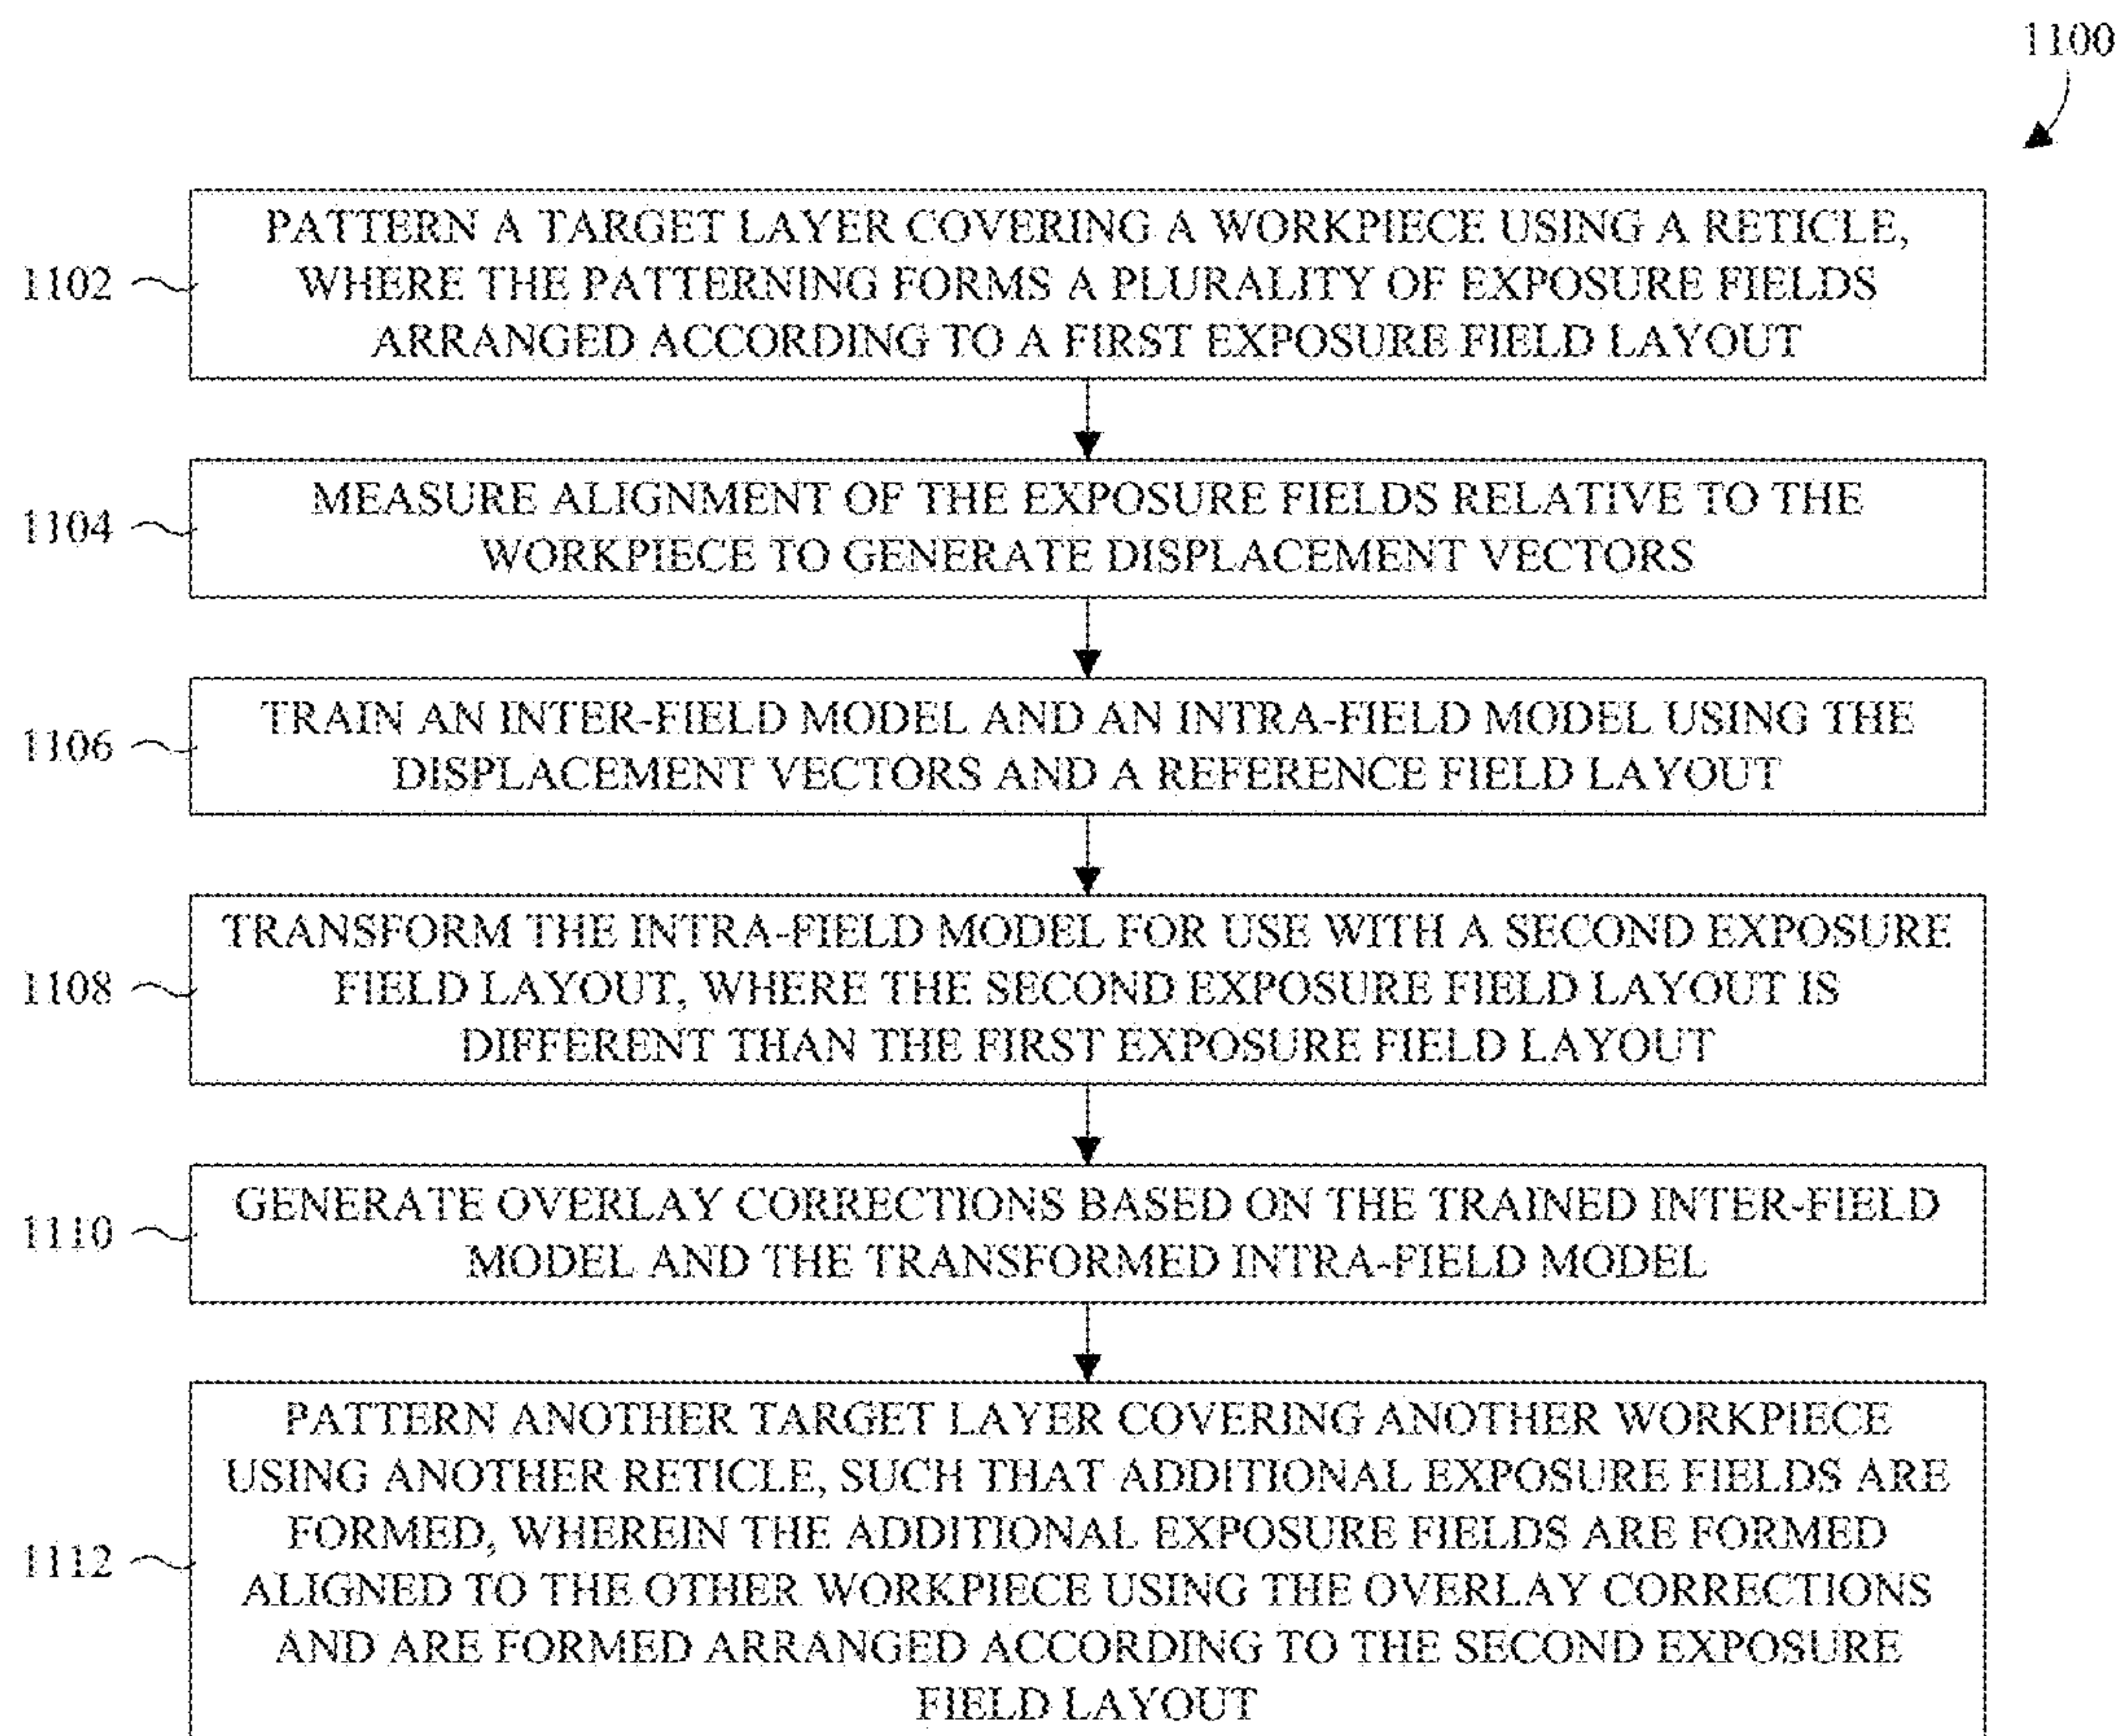 1100
1102
PATTERN A TARGET LAYER COVERING A WORKPIECE USING A RETICLE,
WHERE THE PATTERNING FORMS A PLURALITY OF EXPOSURE FIELDS
ARRANGED ACCORDING TO A FIRST EXPOSURE FIELD LAYOUT
1104
MEASURE ALIGNMENT OF THE EXPOSURE FIELDS RELATIVE TO THE
WORKPIECE TO GENERATE DISPLACEMENT VECTORS
1106
TRAIN AN INTER-FIELD MODEL AND AN INTRA-FIELD MODEL USING THE
DISPLACEMENT VECTORS AND A REFERENCE FIELD LAYOUT
1108
TRANSFORM THE INTRA-FIELD MODEL FOR USE WITH A SECOND EXPOSURE
FIELD LAYOUT, WHERE THE SECOND EXPOSURE FIELD LAYOUT IS
DIFFERENT THAN THE FIRST EXPOSURE FIELD LAYOUT
1110
GENERATE OVERLAY CORRECTIONS BASED ON THE TRAINED INTER-FIELD
MODEL AND THE TRANSFORMED INTRA-FIELD MODEL
1112
PATTERN ANOTHER TARGET LAYER COVERING ANOTHER WORKPIECE
USING ANOTHER RETICLE, SUCH THAT ADDITIONAL EXPOSURE FIELDS ARE
FORMED, WHEREIN THE ADDITIONAL EXPOSURE FIELDS ARE FORMED
ALIGNED TO THE OTHER WORKPIECE USING THE OVERLAY CORRECTIONS
AND ARE FORMED ARRANGED ACCORDING TO THE SECOND EXPOSURE
FIELD LAYOUT